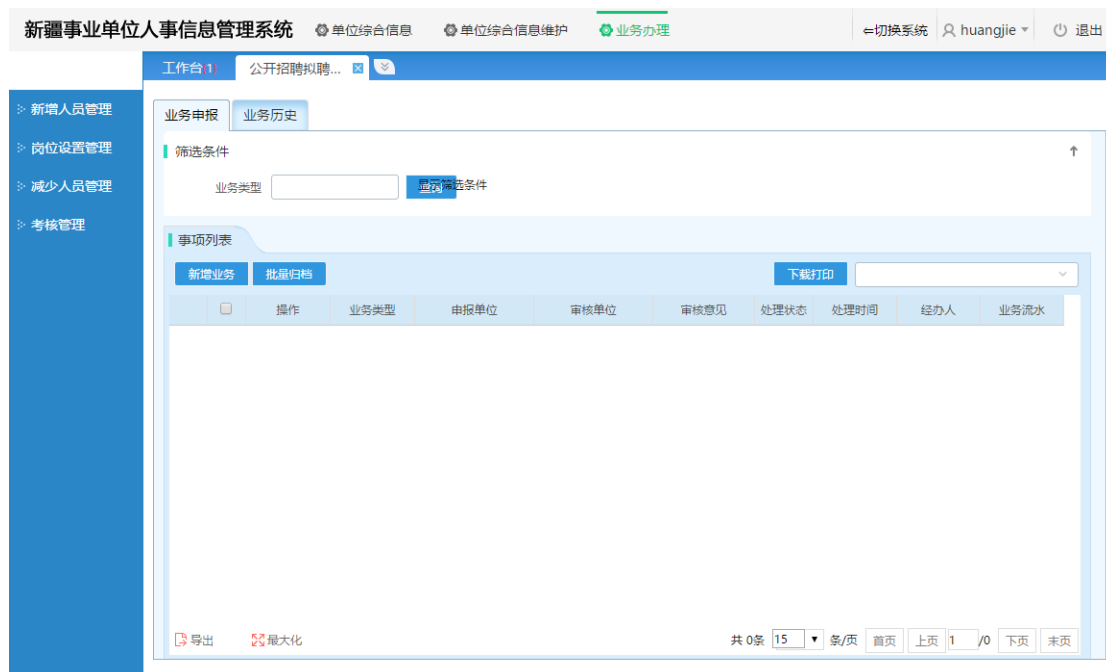 新疆事业单位人事信息管理系统 单位综合信息 单位综合信息维护 业务办理 切换系统 huangjie 退出
工作台(1) 公开招聘拟聘...
新增人员管理
岗位设置管理
减少人员管理
考核管理
业务申报 业务历史
筛选条件
业务类型 查询 显示筛选条件
事项列表
新增业务 批量归档 下载打印
操作 业务类型 申报单位 审核单位 审核意见 处理状态 处理时间 经办人 业务流水
导出 最大化 共 0条 15 条/页 首页 上页 1 /0 下页 末页